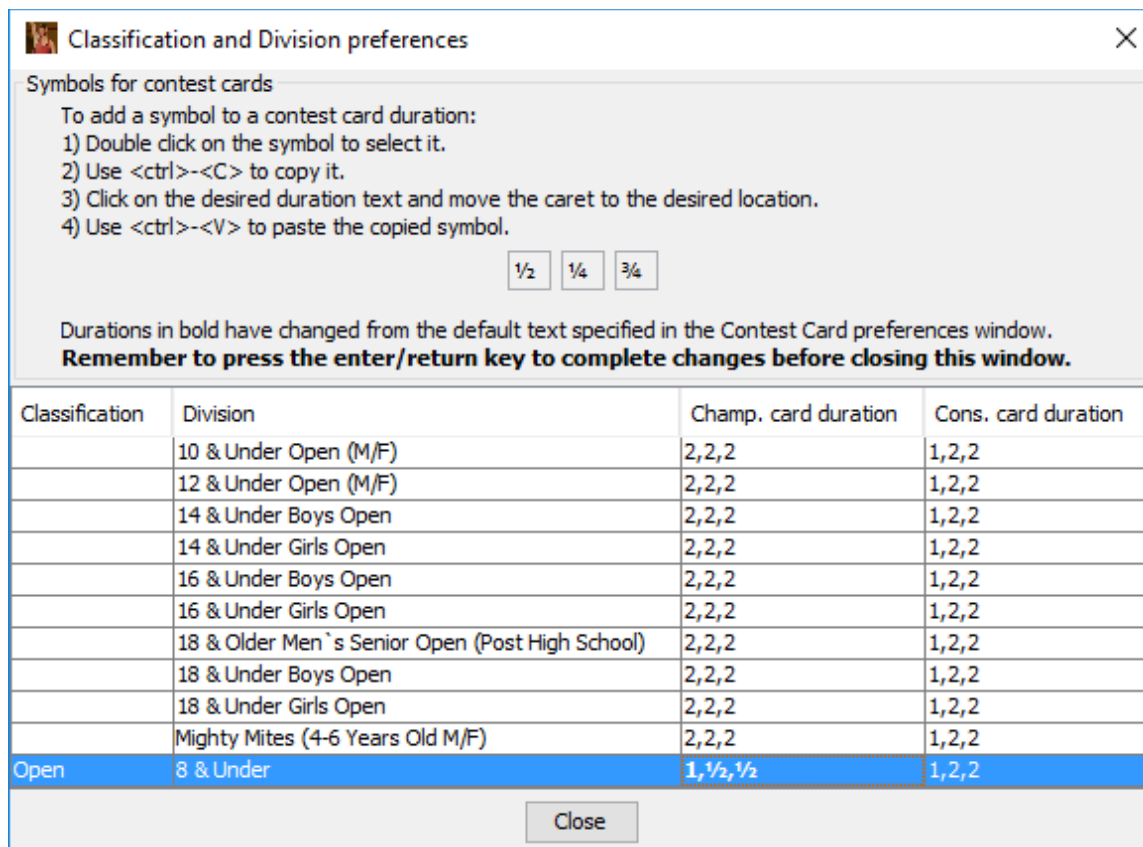 Classification and Division preferences
Symbols for contest cards
To add a symbol to a contest card duration:
1) Double click on the symbol to select it.
2) Use <ctrl>-<C> to copy it.
3) Click on the desired duration text and move the caret to the desired location.
4) Use <ctrl>-<V> to paste the copied symbol.
½ ¼ ¾
Durations in bold have changed from the default text specified in the Contest Card preferences window.
Remember to press the enter/return key to complete changes before closing this window.
Classification Division Champ. card duration Cons. card duration
10 & Under Open (M/F) 2,2,2 1,2,2
12 & Under Open (M/F) 2,2,2 1,2,2
14 & Under Boys Open 2,2,2 1,2,2
14 & Under Girls Open 2,2,2 1,2,2
16 & Under Boys Open 2,2,2 1,2,2
16 & Under Girls Open 2,2,2 1,2,2
18 & Older Men`s Senior Open (Post High School) 2,2,2 1,2,2
18 & Under Boys Open 2,2,2 1,2,2
18 & Under Girls Open 2,2,2 1,2,2
Mighty Mites (4-6 Years Old M/F) 2,2,2 1,2,2
Open 8 & Under 1,½,½ 1,2,2
Close